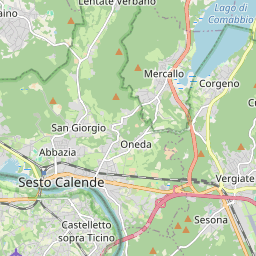 Lentate Verbano
Lago di
Comabbio
Mercallo
Corgeno
San Giorgio
Oneda
Abbazia
Sesto Calende
Vergiate
Castelletto
sopra Ticino
Sesona